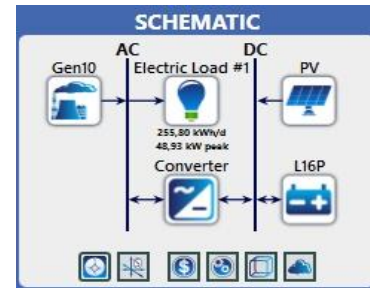 SCHEMATIC
AC DC
Gen10 Electric Load #1 PV
255,80 kWh/d
48,93 kW peak
Converter L16P